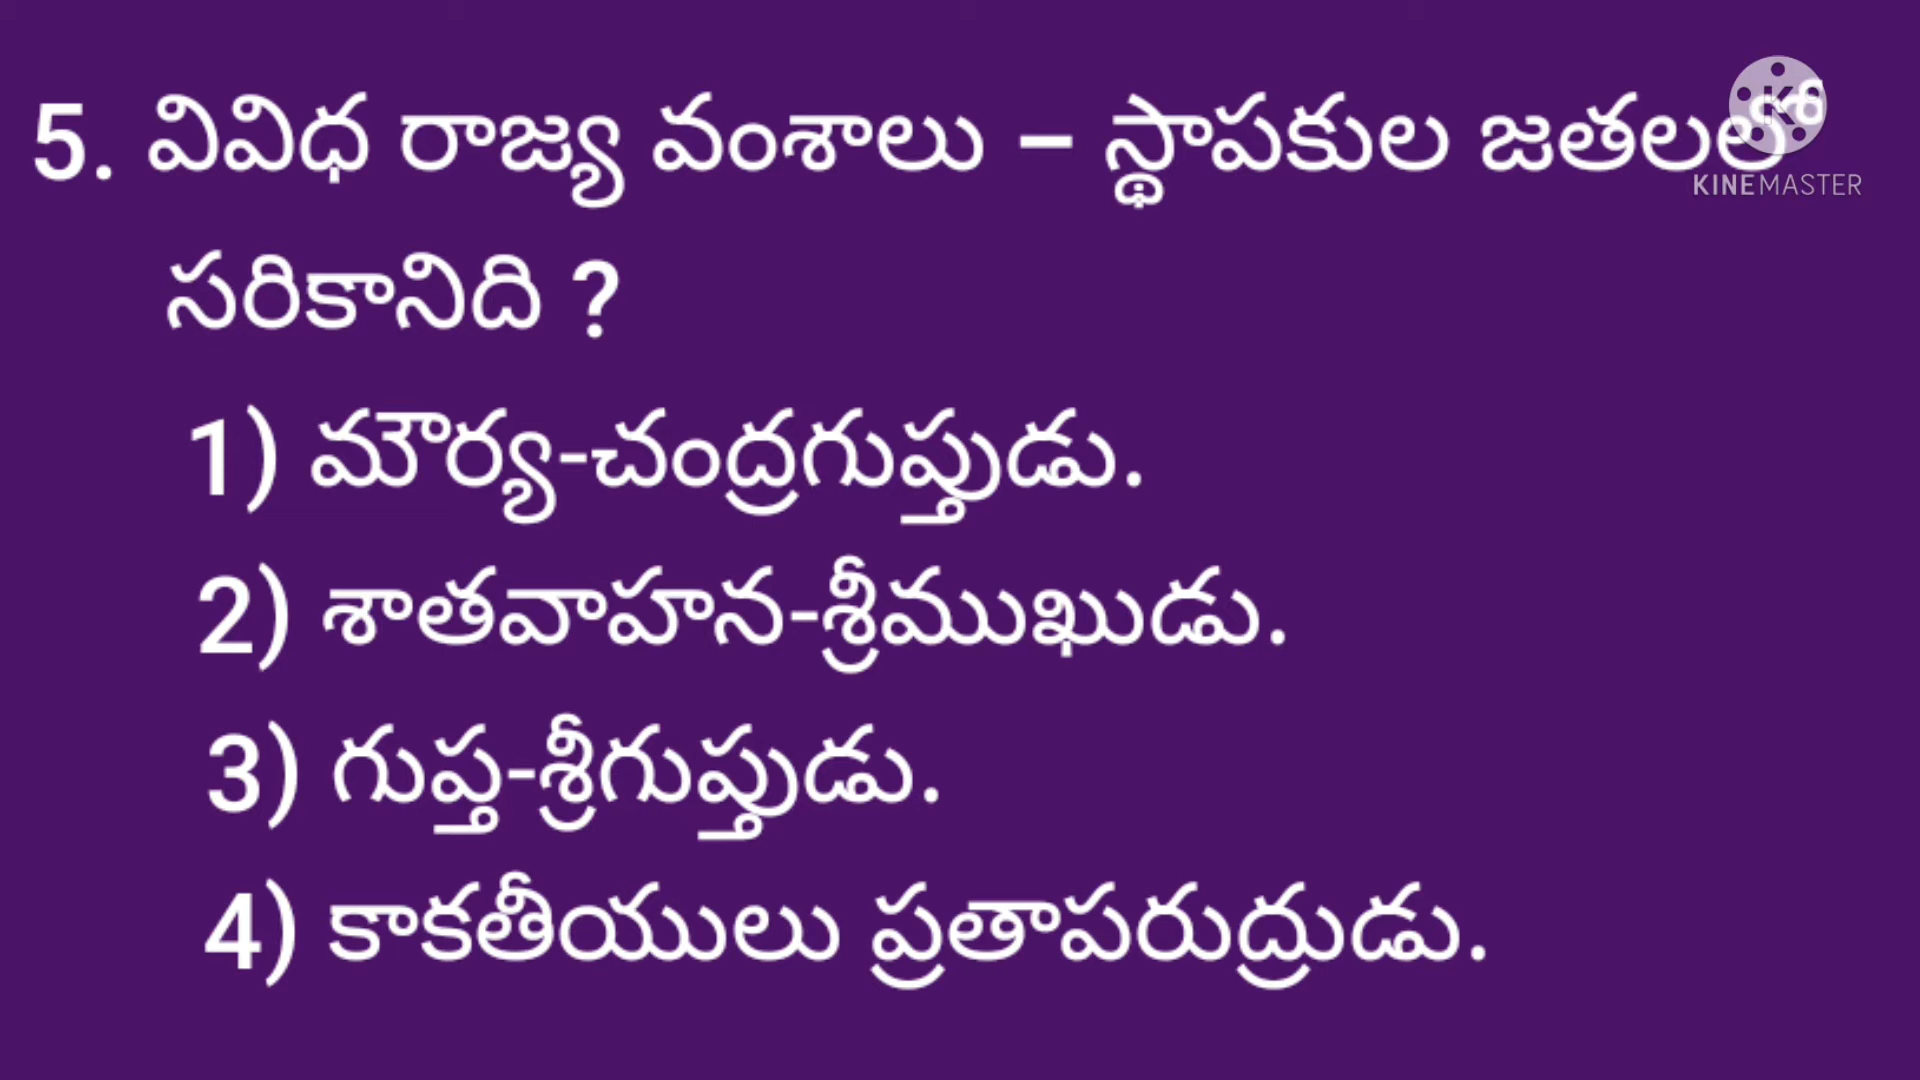 5. వివిధ రాజ్య వంశాలు – స్థాపకుల జతలలో
సరికానిది ?
1) మౌర్య-చంద్రగుప్తుడు.
2) శాతవాహన-శ్రీముఖుడు.
3) గుప్త-శ్రీగుప్తుడు.
4) కాకతీయులు ప్రతాపరుద్రుడు.
K
KINEMASTER